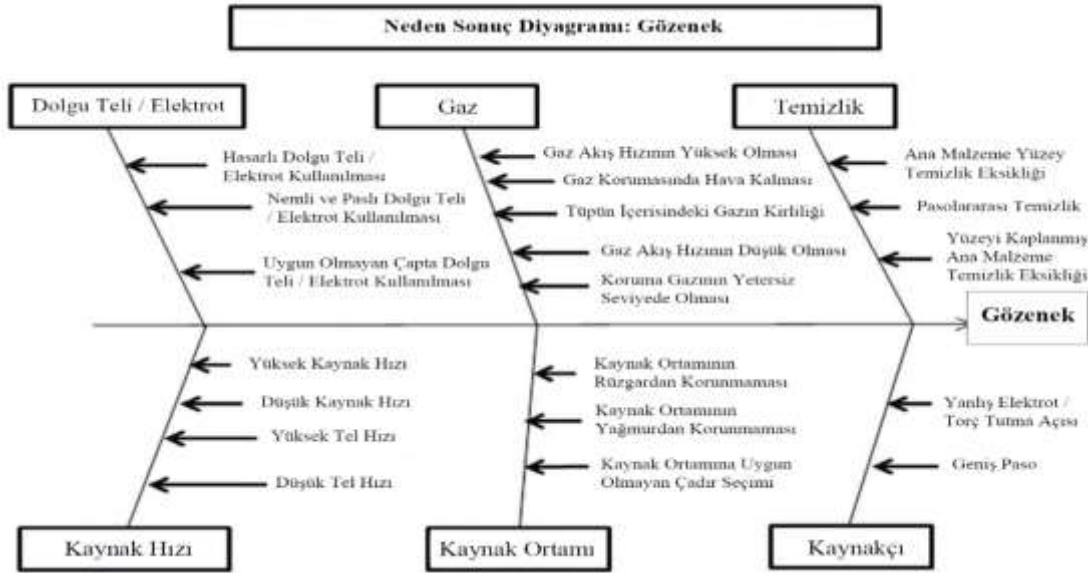 Neden Sonuç Diyagramı: Gözenek
Dolgu Teli / Elektrot
Gaz
Temizlik
Hasarlı Dolgu Teli /
Elektrot Kullanılması
Nemli ve Paslı Dolgu Teli
/ Elektrot Kullanılması
Uygun Olmayan Çapta Dolgu
Teli / Elektrot Kullanılması
Gaz Akış Hızının Yüksek Olması
Gaz Korumasında Hava Kalması
Tüpün İçerisindeki Gazın Kirliliği
Gaz Akış Hızının Düşük Olması
Koruma Gazının Yetersiz
Seviyede Olması
Ana Malzeme Yüzey
Temizlik Eksikliği
Pasolararası Temizlik
Yüzeyi Kaplanmış
Ana Malzeme
Temizlik Eksikliği
Gözenek
Yüksek Kaynak Hızı
Düşük Kaynak Hızı
Yüksek Tel Hızı
Düşük Tel Hızı
Kaynak Ortamının
Rüzgardan Korunmaması
Kaynak Ortamının
Yağmurdan Korunmaması
Kaynak Ortamına Uygun
Olmayan Çadır Seçimi
Yanlış Elektrot /
Torç Tutma Açısı
Geniş Paso
Kaynak Hızı
Kaynak Ortamı
Kaynakçı